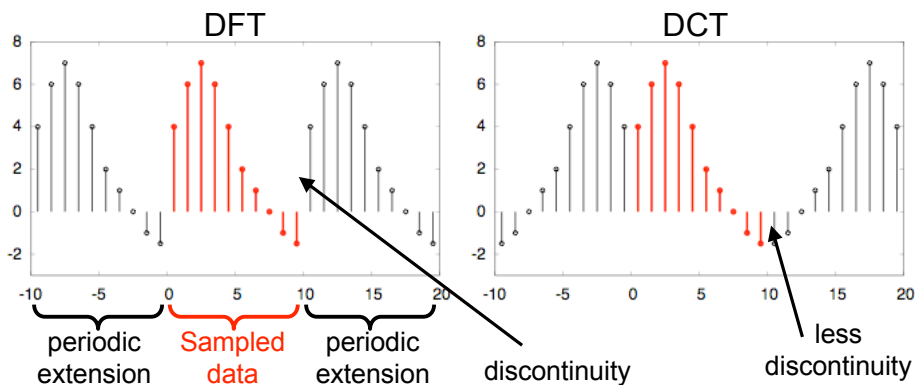 DFT
8
6
4
2
0
-2
-10 -5 0 5 10 15 20
periodic
extension
Sampled
data
periodic
extension
discontinuity
DCT
8
6
4
2
0
-2
-10 -5 0 5 10 15 20
less
discontinuity